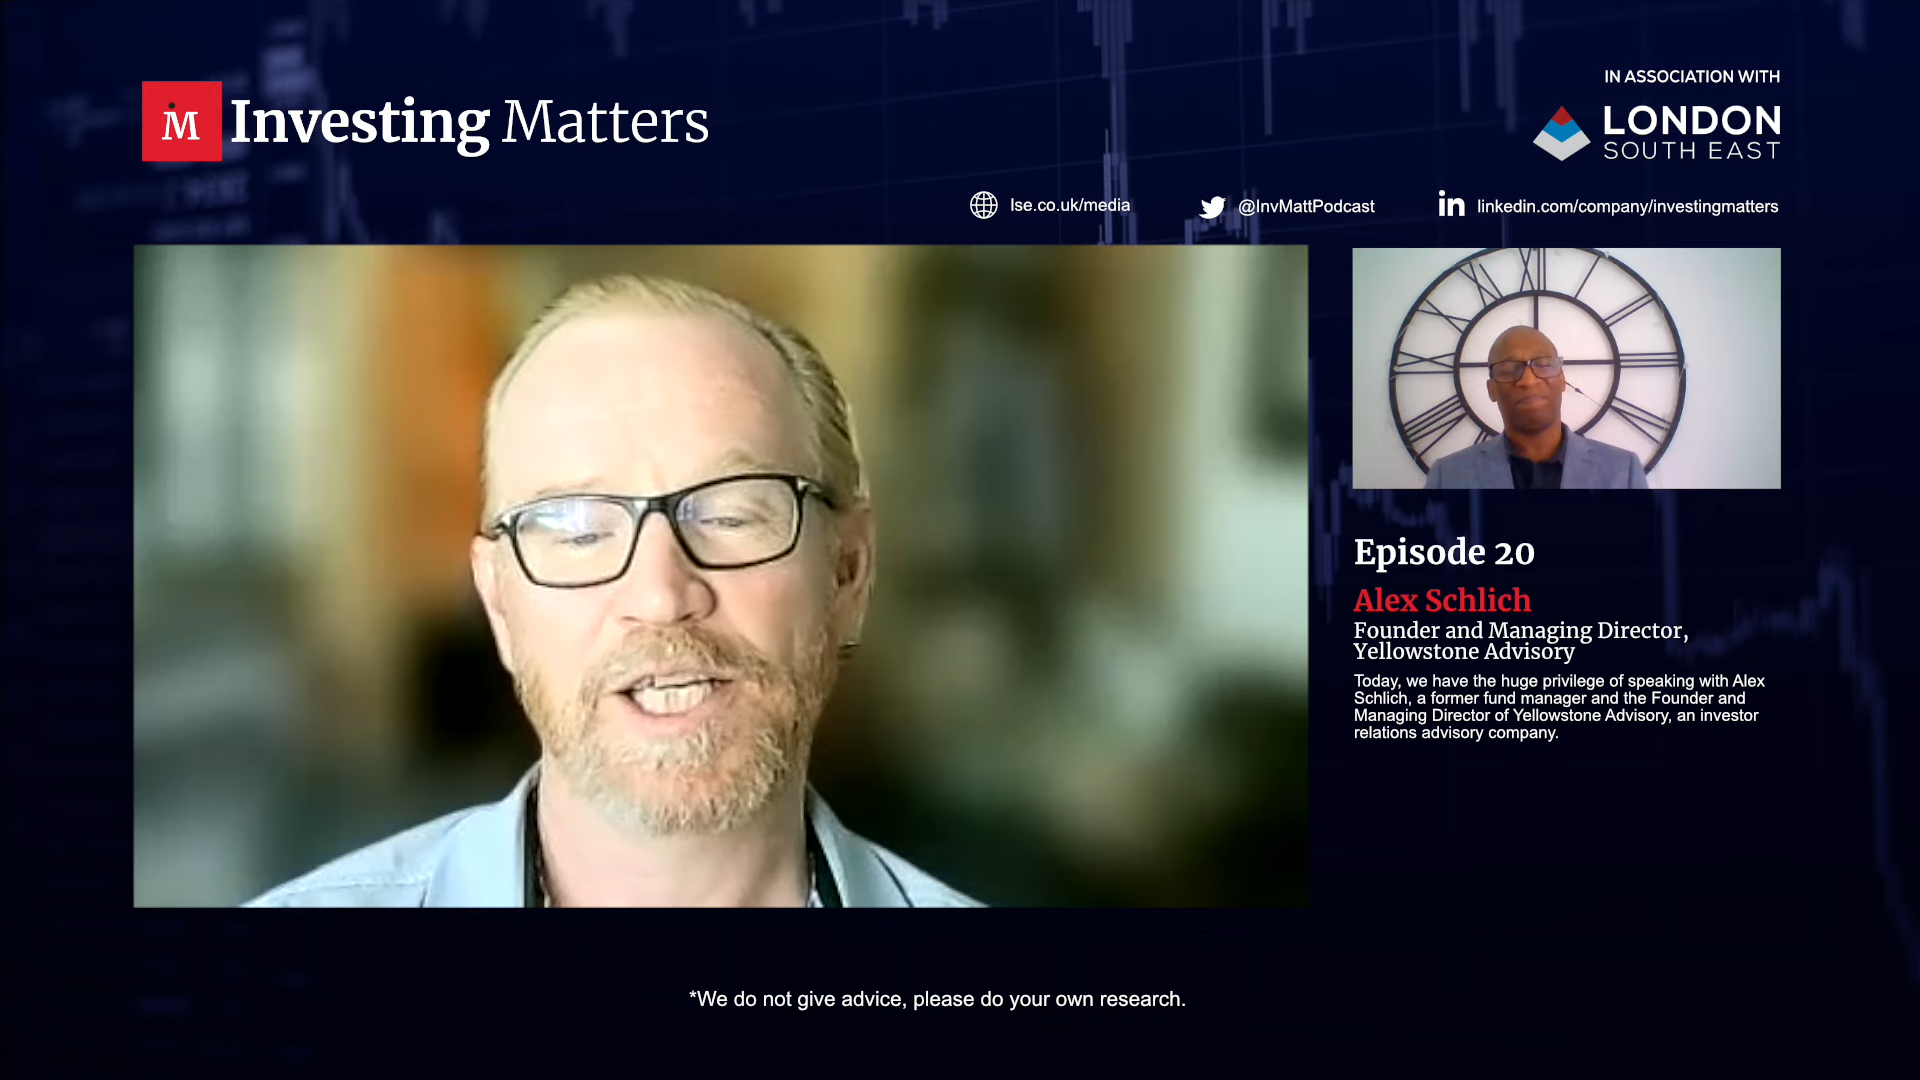 iM Investing Matters
IN ASSOCIATION WITH
LONDON
SOUTH EAST
lse.co.uk/media
@InvMattPodcast
in linkedin.com/company/investingmatters
Episode 20
Alex Schlich
Founder and Managing Director,
Yellowstone Advisory
Today, we have the huge privilege of speaking with Alex
Schlich, a former fund manager and the Founder and
Managing Director of Yellowstone Advisory, an investor
relations advisory company.
*We do not give advice, please do your own research.